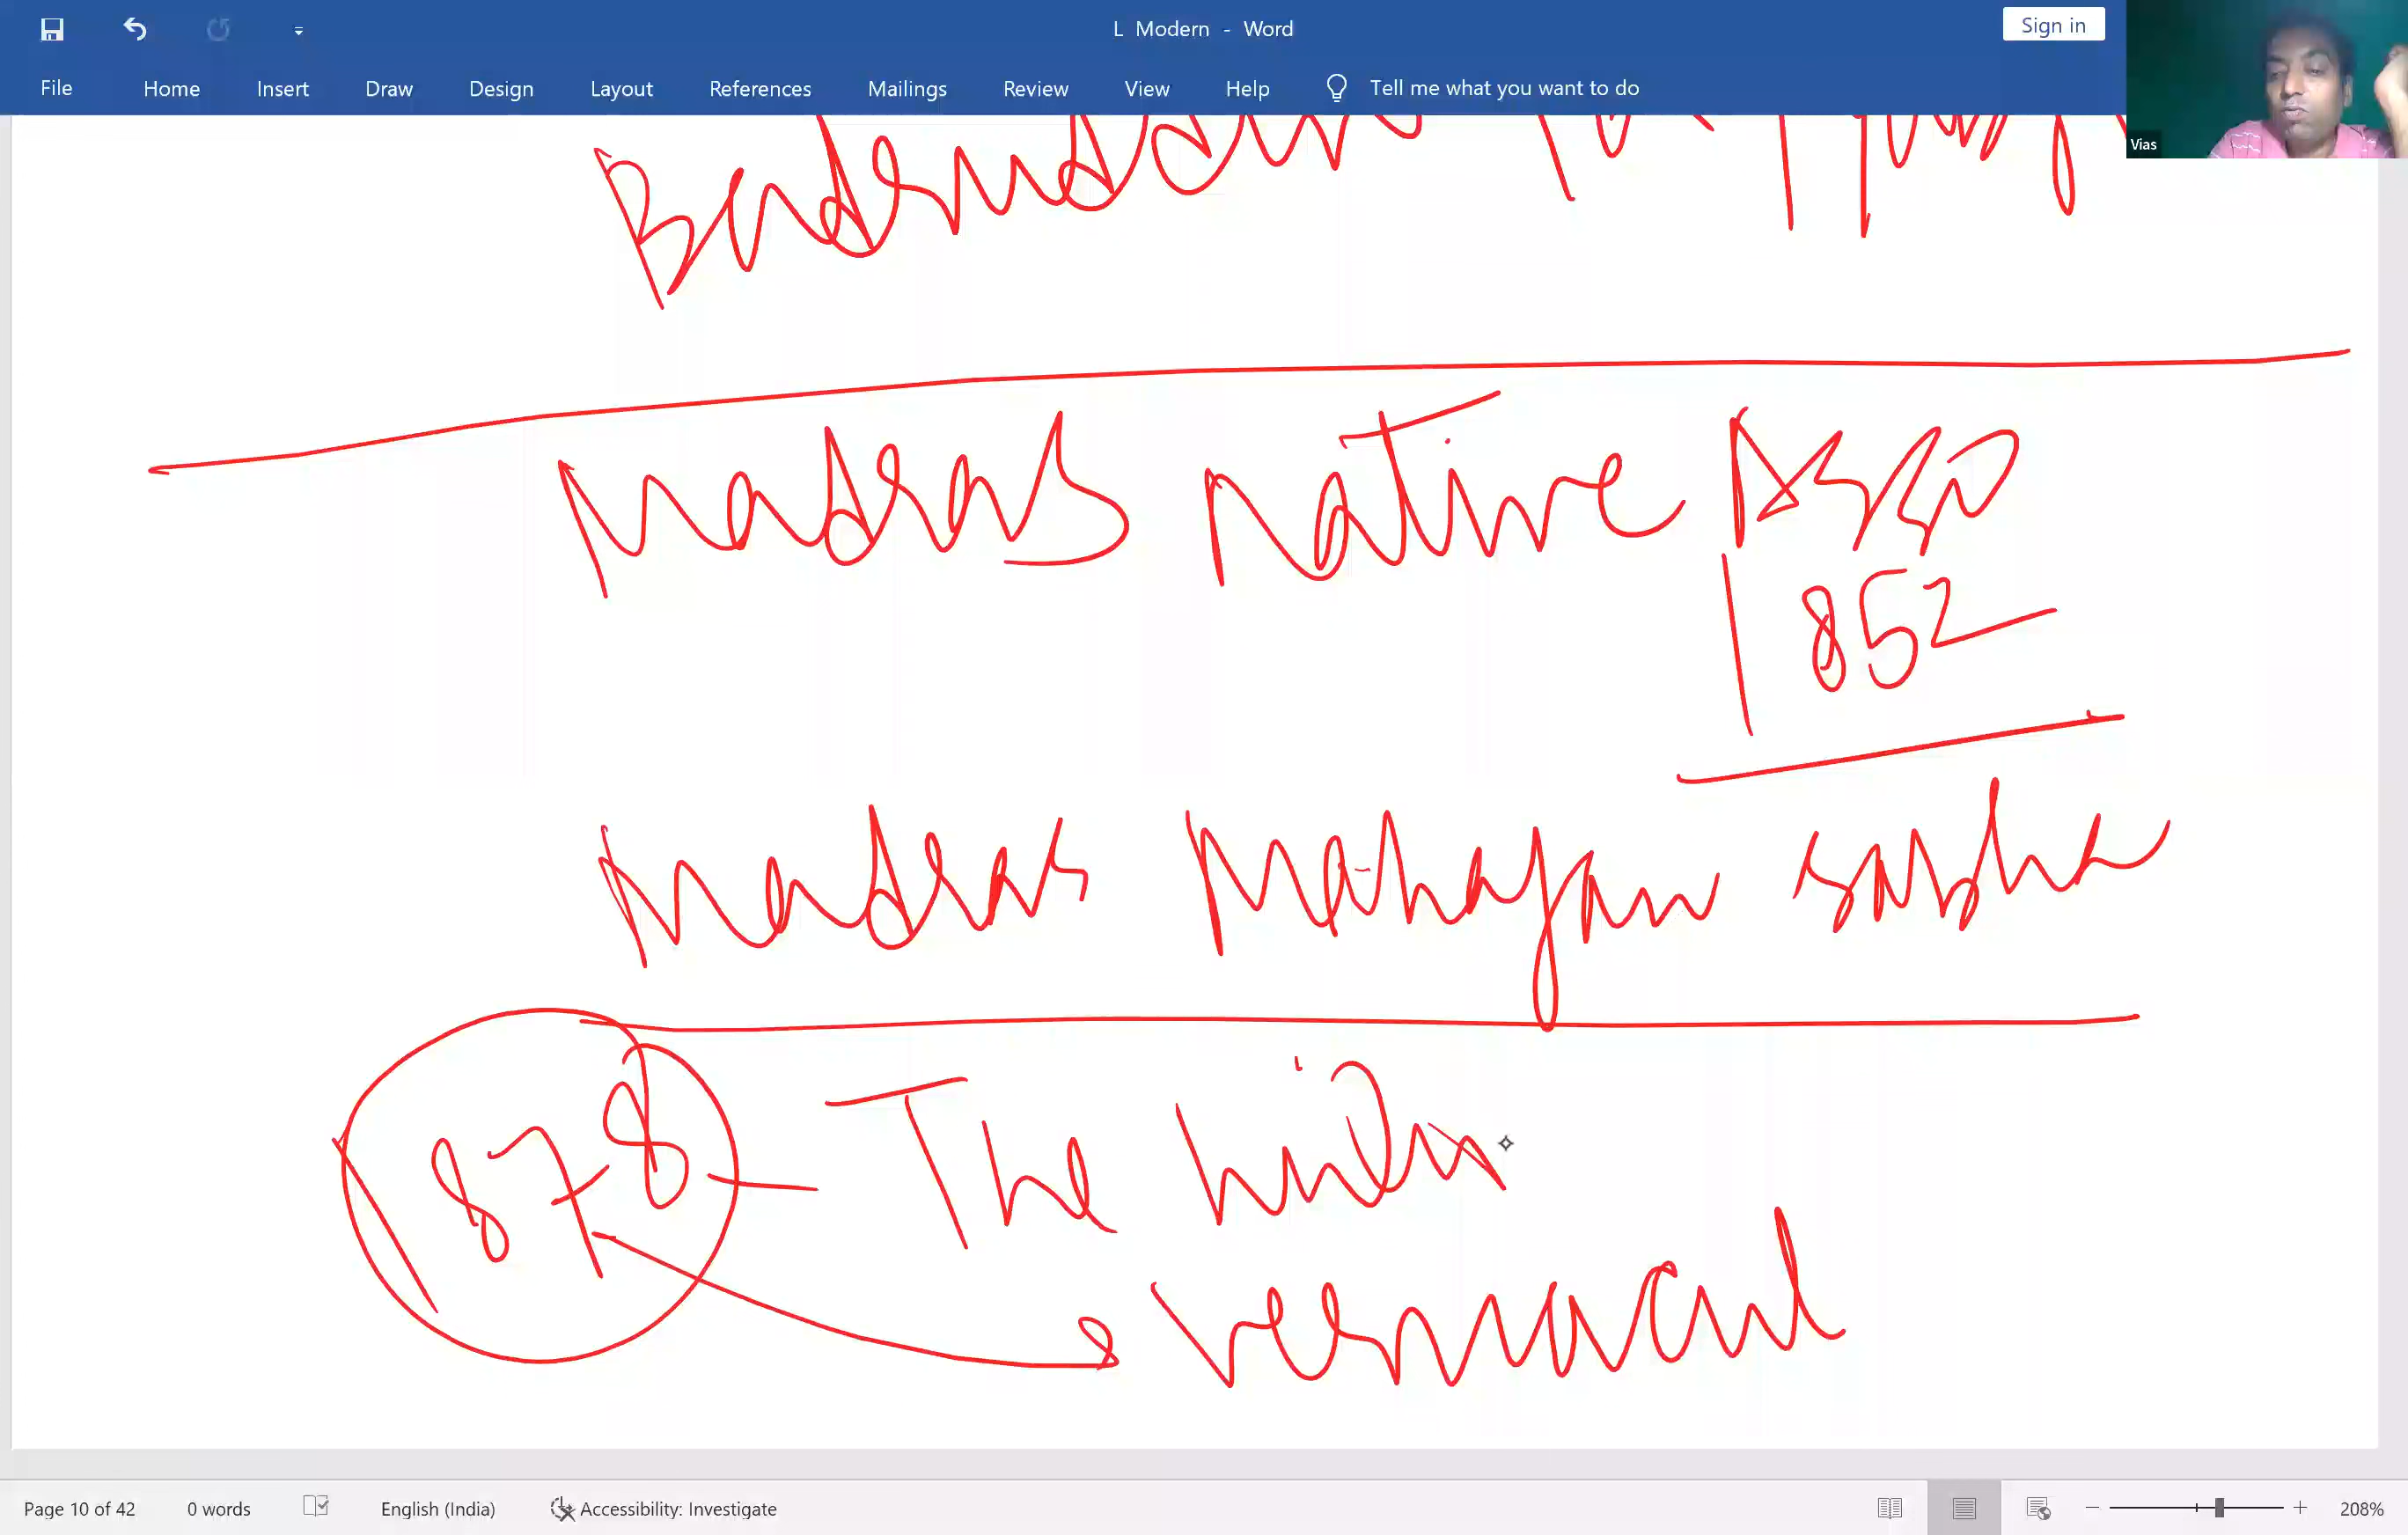 L Modern - Word
Sign in
File Home Insert Draw Design Layout References Mailings Review View Help Tell me what you want to do
Vias
Badruddin
Madras Native Asso
1852
Madras Mahajan Sabha
1878 - The Hindu
Vernacul
Page 10 of 42 0 words English (India) Accessibility: Investigate 208%